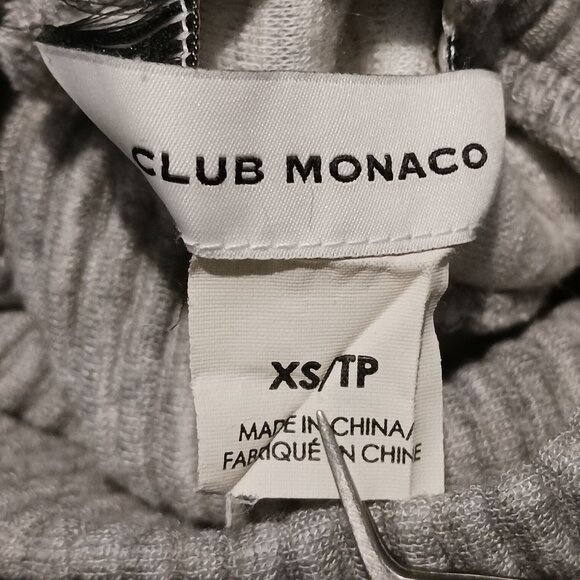 CLUB MONACO
XS/TP
MADE IN CHINA/
FABRIQUÉ EN CHINE